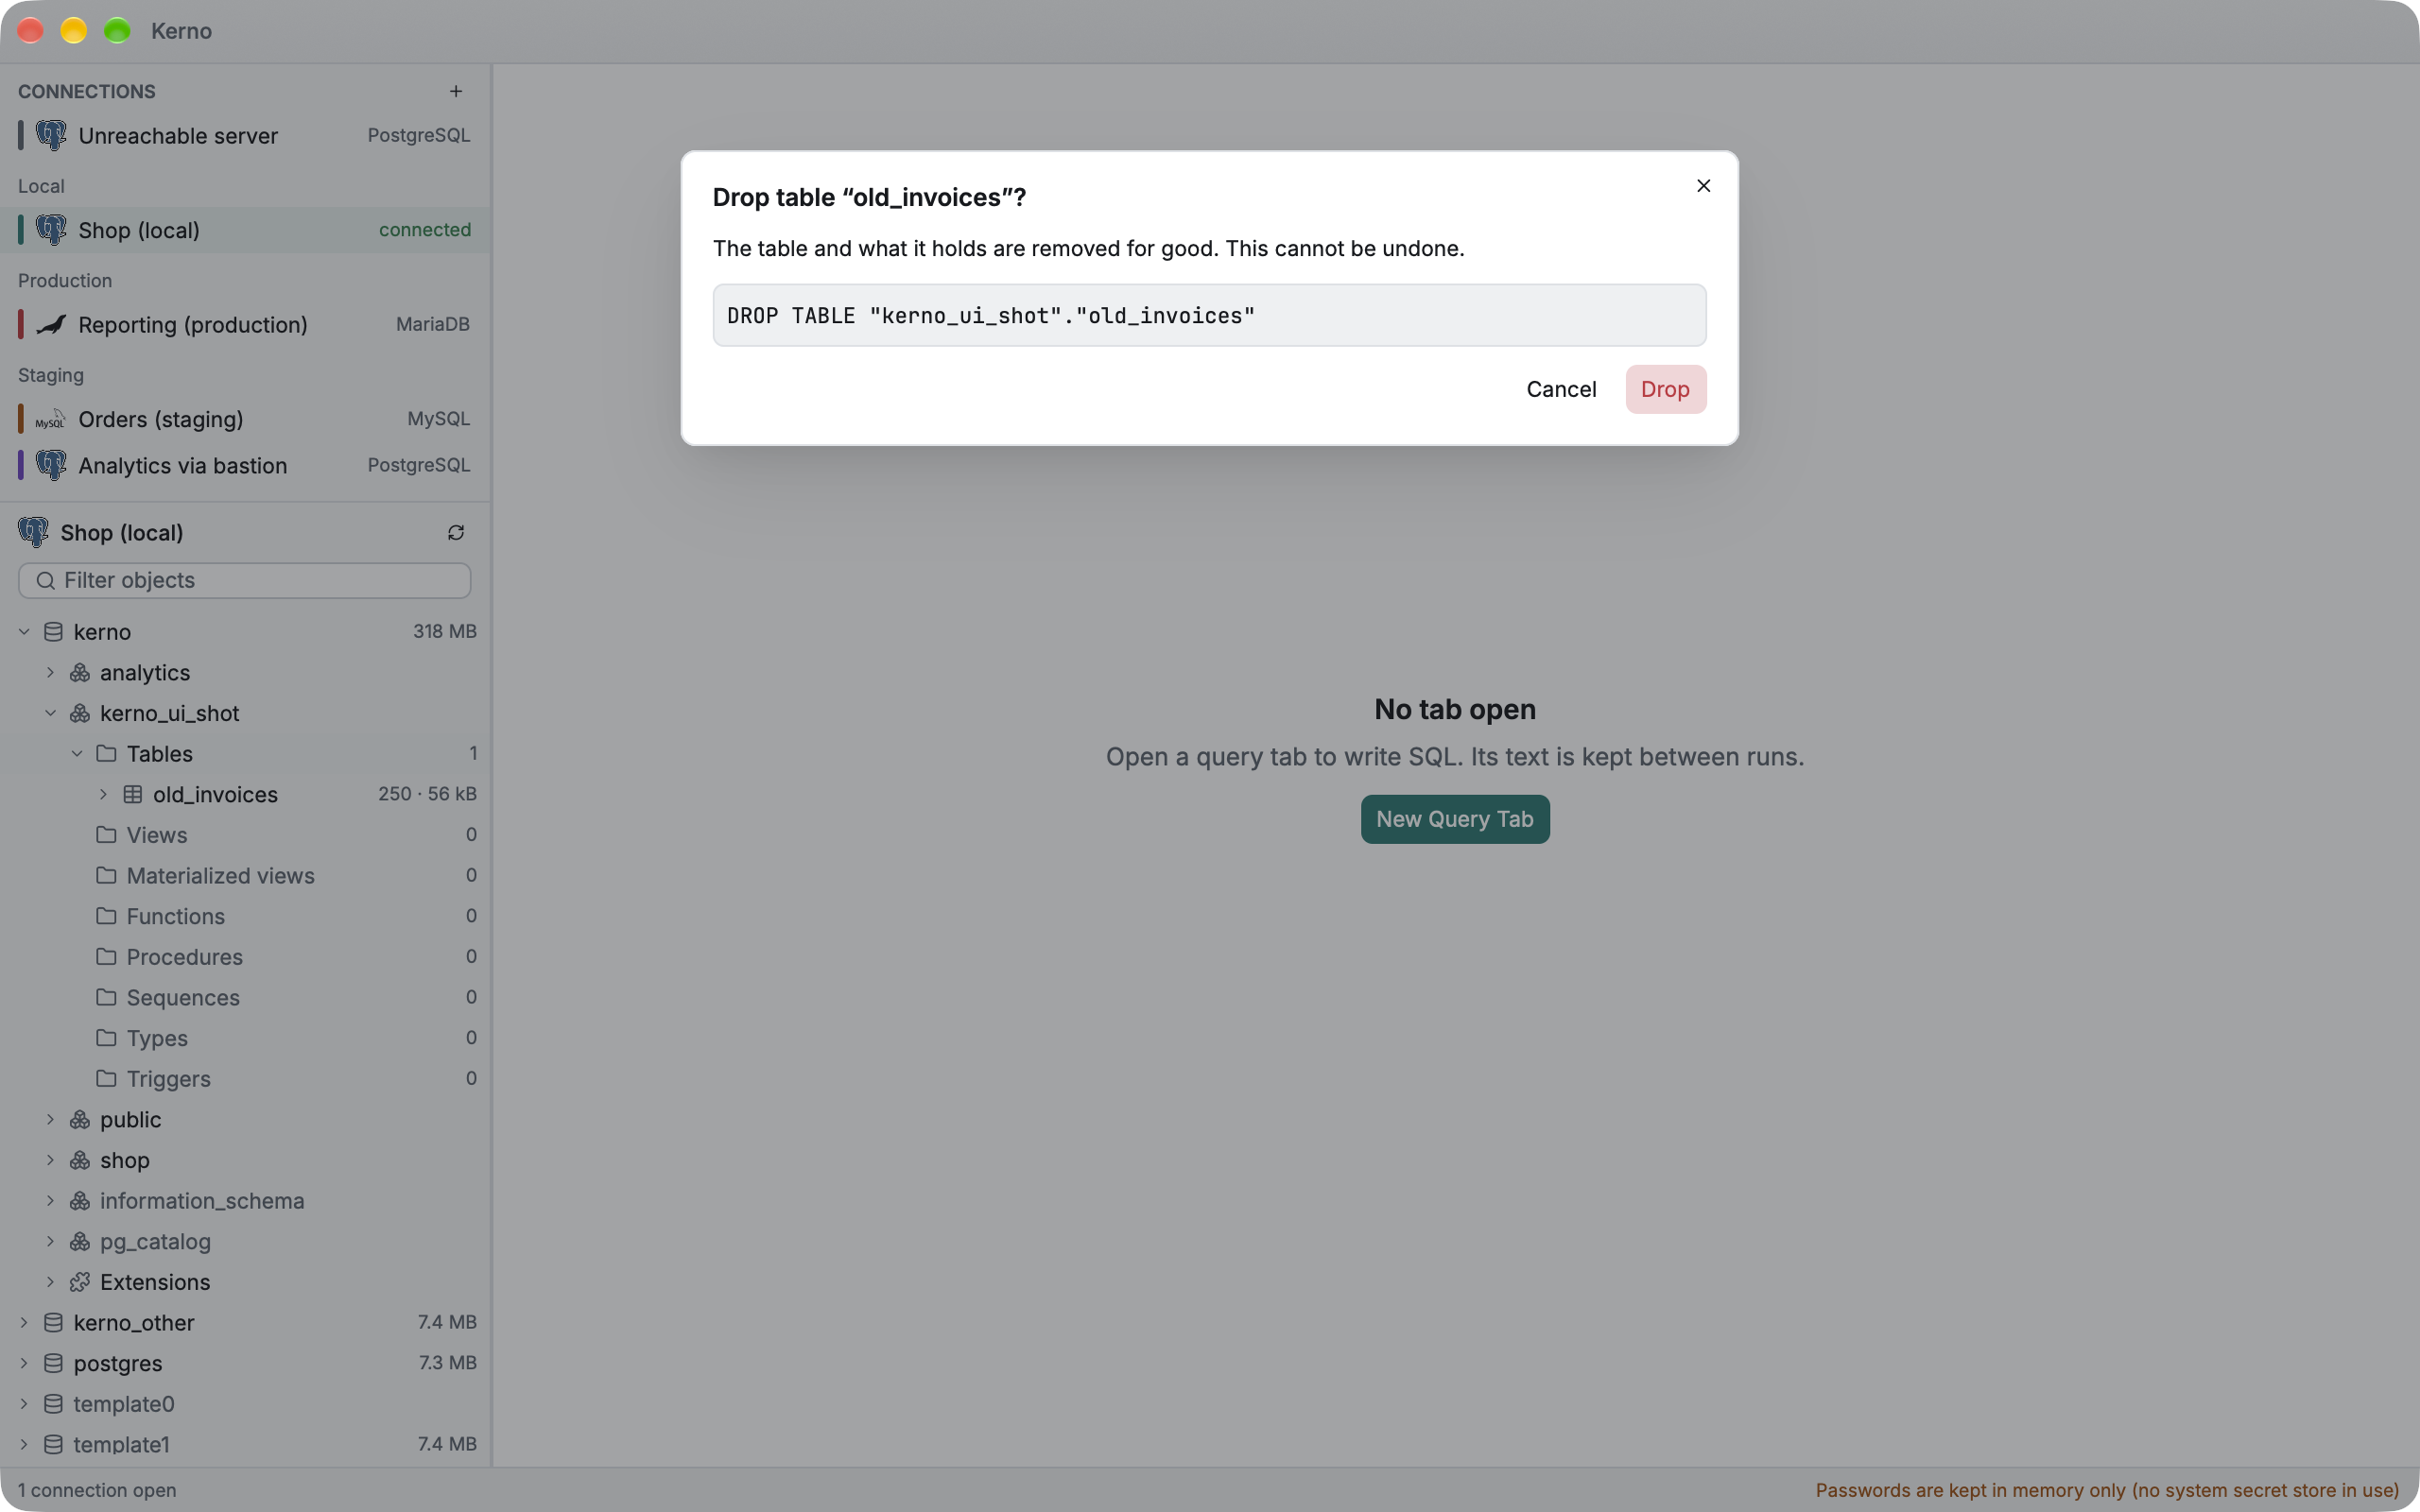 Kerno
CONNECTIONS
Unreachable server PostgreSQL
Local
Shop (local) connected
Production
Reporting (production) MariaDB
Staging
MySQL Orders (staging) MySQL
Analytics via bastion PostgreSQL
Shop (local)
Filter objects
kerno 318 MB
analytics
kerno_ui_shot
Tables 1
old_invoices 250 · 56 kB
Views 0
Materialized views 0
Functions 0
Procedures 0
Sequences 0
Types 0
Triggers 0
public
shop
information_schema
pg_catalog
Extensions
kerno_other 7.4 MB
postgres 7.3 MB
template0
template1 7.4 MB
Drop table “old_invoices”?
The table and what it holds are removed for good. This cannot be undone.
DROP TABLE "kerno_ui_shot"."old_invoices"
Cancel Drop
No tab open
Open a query tab to write SQL. Its text is kept between runs.
New Query Tab
1 connection open
Passwords are kept in memory only (no system secret store in use)